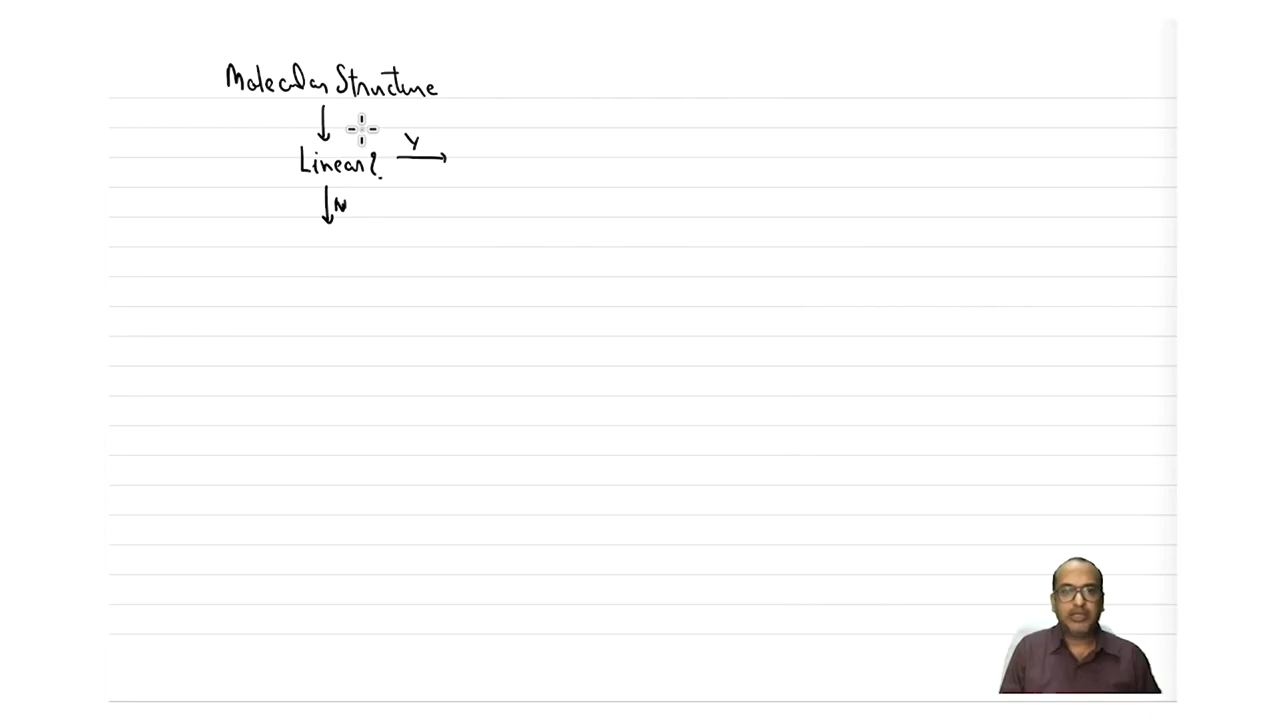 Molecular Structure
↓
Linear? Y →
↓ N